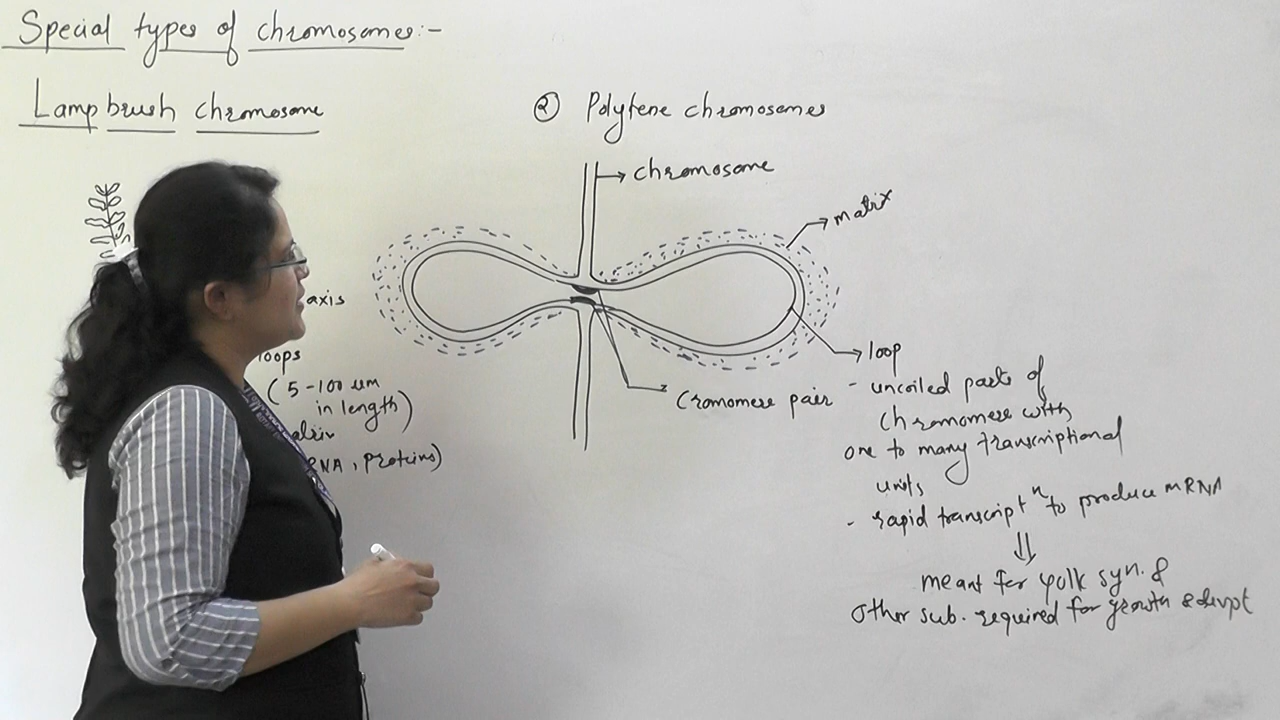 Special types of chromosomes:-
Lampbrush chromosome
axis
loops
(5-100 um
in length)
RNA, Proteins)
② Polytene chromosomes
chromosome
matrix
Cromomere pair
loop
- uncoiled parts of
Chromomere with
one to many transcriptional
units
- rapid transcriptⁿ to produce mRNA
⇓
meant for yolk syn. &
other sub. required for growth &